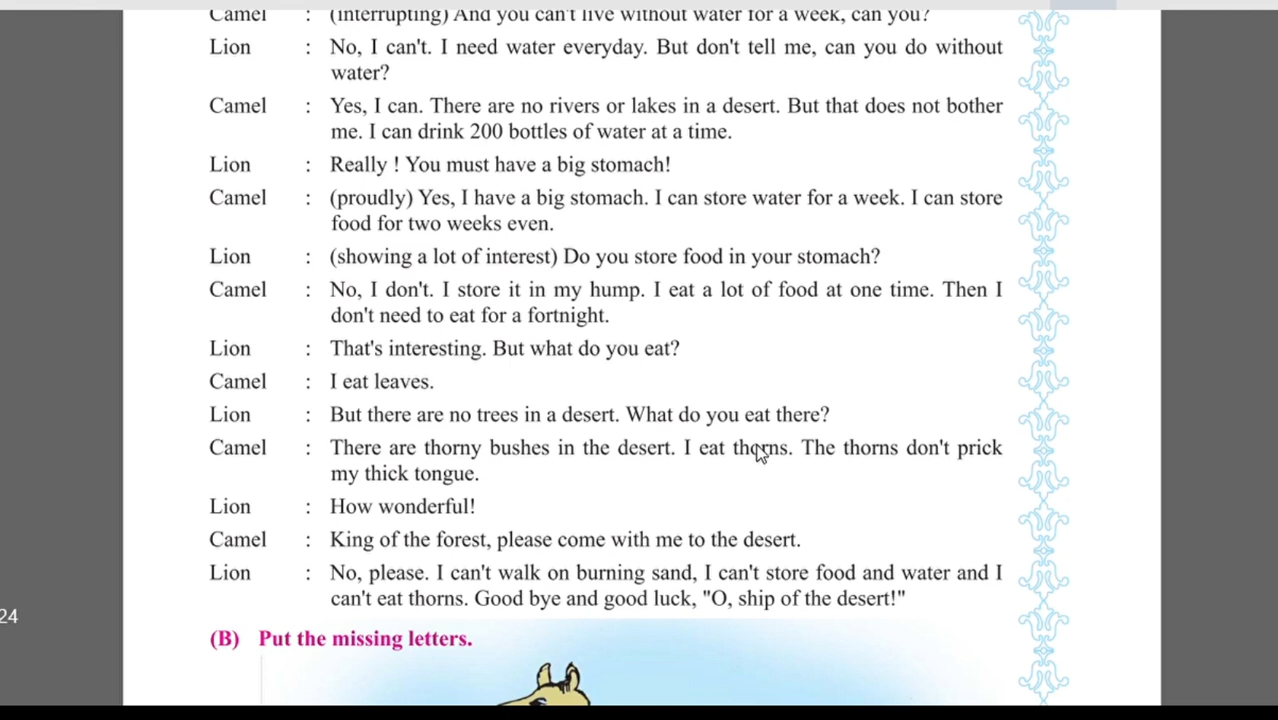 Camel : (interrupting) And you can't live without water for a week, can you?
Lion : No, I can't. I need water everyday. But don't tell me, can you do without
water?
Camel : Yes, I can. There are no rivers or lakes in a desert. But that does not bother
me. I can drink 200 bottles of water at a time.
Lion : Really ! You must have a big stomach!
Camel : (proudly) Yes, I have a big stomach. I can store water for a week. I can store
food for two weeks even.
Lion : (showing a lot of interest) Do you store food in your stomach?
Camel : No, I don't. I store it in my hump. I eat a lot of food at one time. Then I
don't need to eat for a fortnight.
Lion : That's interesting. But what do you eat?
Camel : I eat leaves.
Lion : But there are no trees in a desert. What do you eat there?
Camel : There are thorny bushes in the desert. I eat thorns. The thorns don't prick
my thick tongue.
Lion : How wonderful!
Camel : King of the forest, please come with me to the desert.
Lion : No, please. I can't walk on burning sand, I can't store food and water and I
can't eat thorns. Good bye and good luck, "O, ship of the desert!"
24
(B) Put the missing letters.